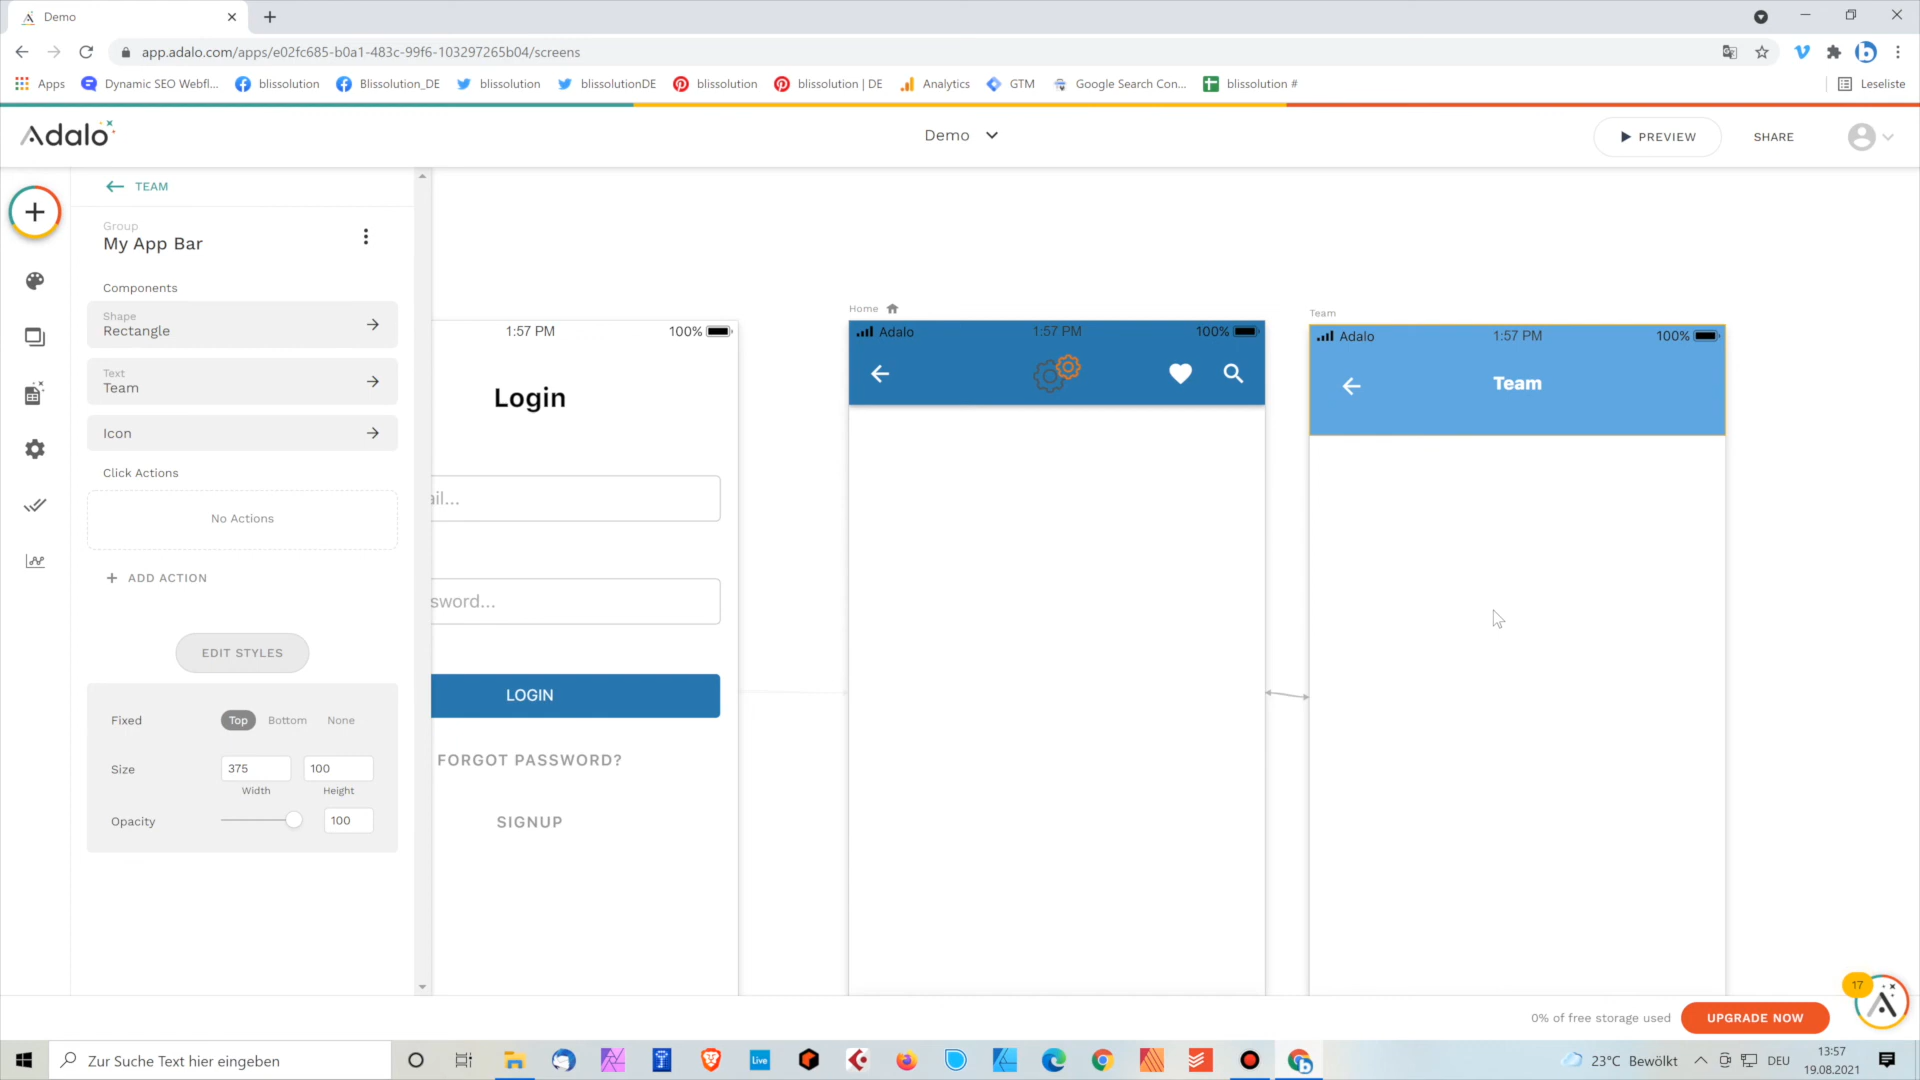 Demo
app.adalo.com/apps/e02fc685-b0a1-483c-99f6-103297265b04/screens
Apps
Dynamic SEO Webfl...
blissolution
Blissolution_DE
blissolution
blissolutionDE
blissolution
blissolution | DE
Analytics
GTM
Google Search Con...
blissolution #
Leseliste
Adalo
Demo
PREVIEW
SHARE
TEAM
Group
My App Bar
Components
Shape
Rectangle
Text
Team
Icon
Click Actions
No Actions
ADD ACTION
EDIT STYLES
Fixed
Top
Bottom
None
Size
375
100
Width
Height
Opacity
100
1:57 PM
100%
Login
ail...
sword...
LOGIN
FORGOT PASSWORD?
SIGNUP
Home
Adalo
1:57 PM
100%
Team
Adalo
1:57 PM
100%
Team
17
0% of free storage used
UPGRADE NOW
Zur Suche Text hier eingeben
Live
23°C Bewölkt
DEU
13:57
19.08.2021